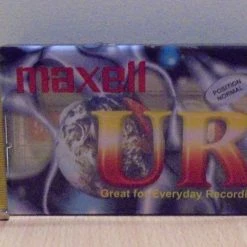 maxell
POSITION
NORMAL
UR
Great for Everyday Recordi